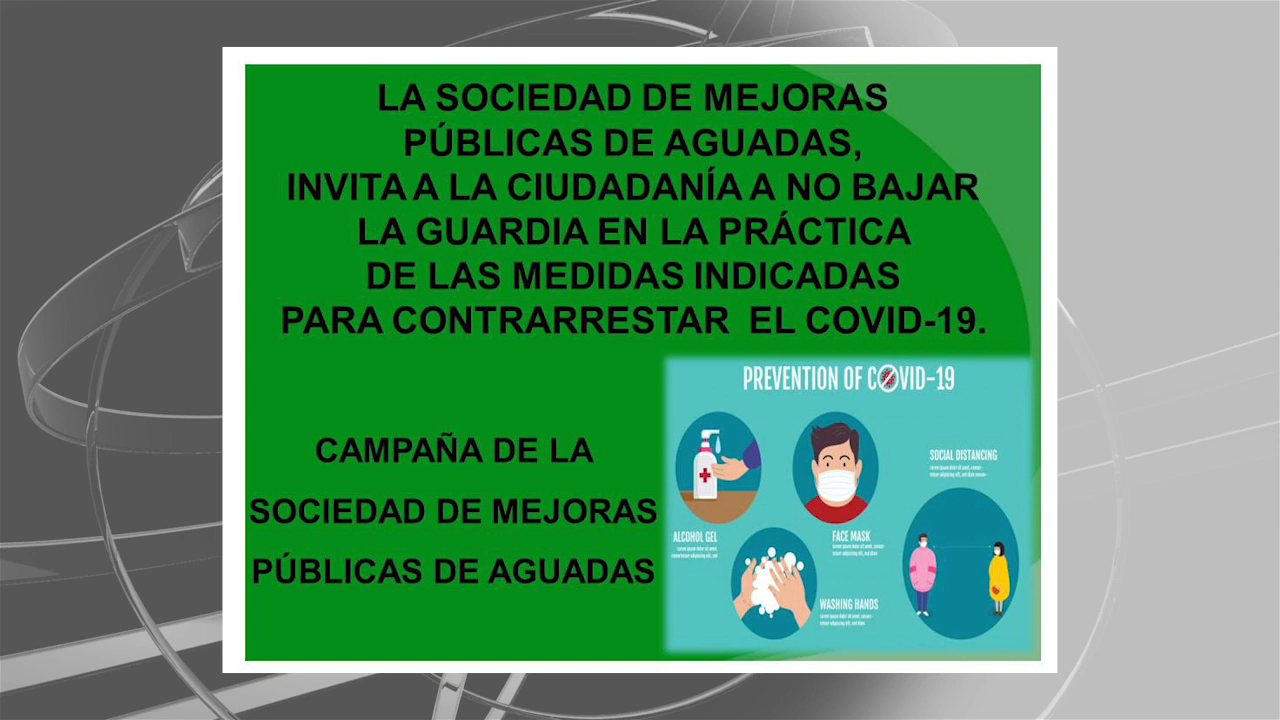 LA SOCIEDAD DE MEJORAS
PÚBLICAS DE AGUADAS,
INVITA A LA CIUDADANÍA A NO BAJAR
LA GUARDIA EN LA PRÁCTICA
DE LAS MEDIDAS INDICADAS
PARA CONTRARRESTAR EL COVID-19.
CAMPAÑA DE LA
SOCIEDAD DE MEJORAS
PÚBLICAS DE AGUADAS
PREVENTION OF COVID-19
ALCOHOL GEL
FACE MASK
WASHING HANDS
SOCIAL DISTANCING